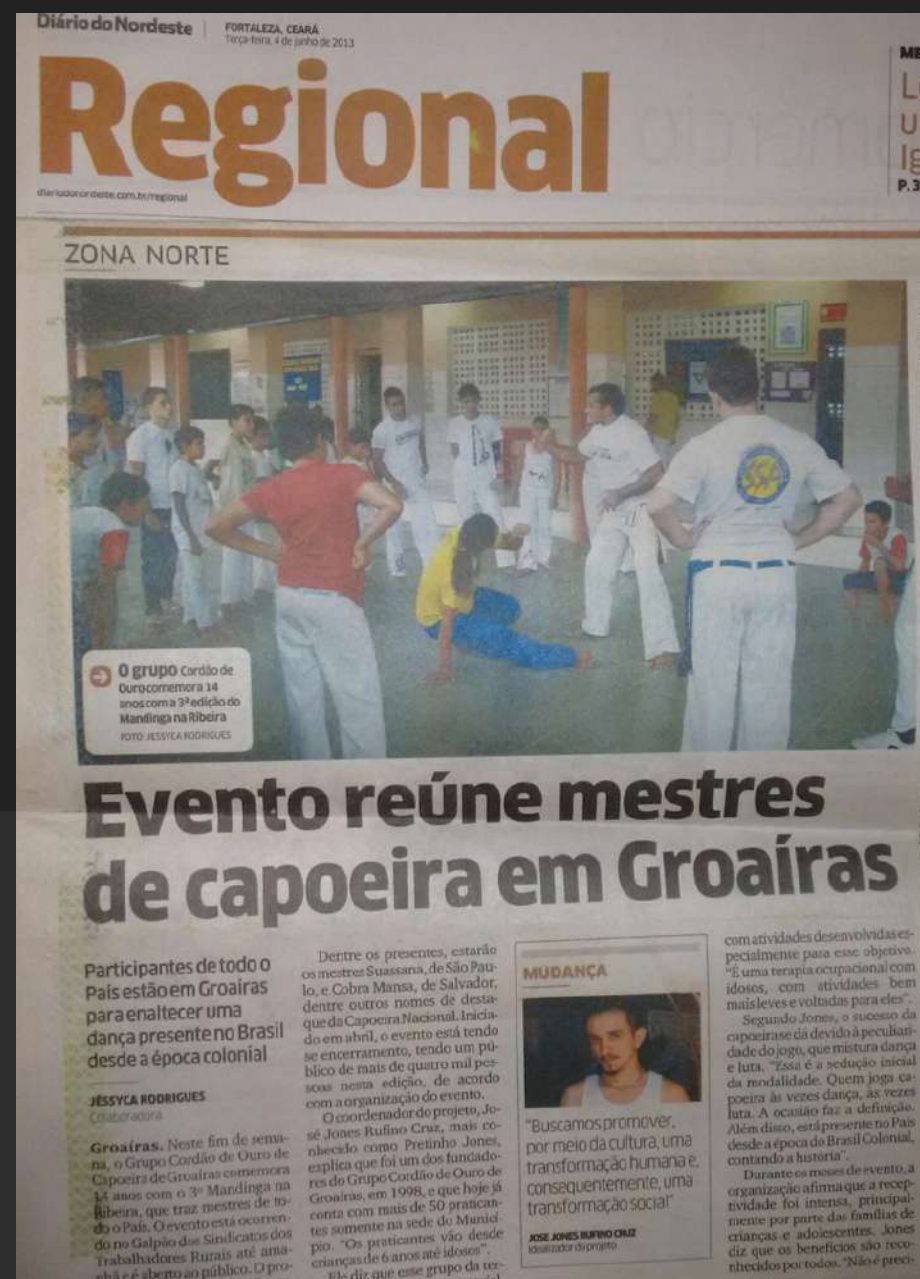 Diário do Nordeste
FORTALEZA, CEARÁ
Terça-feira, 4 de junho de 2013
Regional
diariodonordeste.com.br/regional
P.3
ZONA NORTE
O grupo Cordão de
Ouro comemora 14
anos com a 3ª edição do
Mandinga na Ribeira
FOTO: JESSYCA RODRIGUES
Evento reúne mestres
de capoeira em Groaíras
Participantes de todo o
País estão em Groaíras
para enaltecer uma
dança presente no Brasil
desde a época colonial
JÉSSYCA RODRIGUES
Colaboradora
Groaíras. Neste fim de sema-
na, o Grupo Cordão de Ouro de
Capoeira de Groaíras comemora
14 anos com o 3º Mandinga na
Ribeira, que traz mestres de to-
do o País. O evento está ocorren-
do no Galpão dos Sindicatos dos
Trabalhadores Rurais até ama-
nhã e é aberto ao público. O pro-
Dentre os presentes, estarão
os mestres Suassana, de São Pau-
lo, e Cobra Mansa, de Salvador,
dentre outros nomes de desta-
que da Capoeira Nacional. Inicia-
do em abril, o evento está tendo
se encerramento, tendo um pú-
blico de mais de quatro mil pes-
soas nesta edição, de acordo
com a organização do evento.
O coordenador do projeto, Jo-
sé Jones Rufino Cruz, mais co-
nhecido como Pretinho Jones,
explica que foi um dos fundado-
res do Grupo Cordão de Ouro de
Groaíras, em 1998, e que hoje já
conta com mais de 50 pratican-
tes somente na sede do Municí-
pio. "Os praticantes vão desde
crianças de 6 anos até idosos".
Ele diz que esse grupo da ter-
MUDANÇA
"Buscamos promover,
por meio da cultura, uma
transformação humana e,
consequentemente, uma
transformação social"
JOSE JONES RUFINO CRUZ
Idealizador do projeto
com atividades desenvolvidas es-
pecialmente para esse objetivo.
"É uma terapia ocupacional com
idosos, com atividades bem
mais leves e voltadas para eles".
Segundo Jones, o sucesso da
capoeira se dá devido à peculiari-
dade do jogo, que mistura dança
e luta. "Essa é a sedução inicial
da modalidade. Quem joga ca-
poeira às vezes dança, às vezes
luta. A ocasião faz a definição.
Além disso, está presente no País
desde a época do Brasil Colonial,
contando a história".
Durante os meses de evento, a
organização afirma que a recep-
tividade foi intensa, principal-
mente por parte das famílias de
crianças e adolescentes. Jones
diz que os benefícios são reco-
nhecidos por todos. "Não é preci-